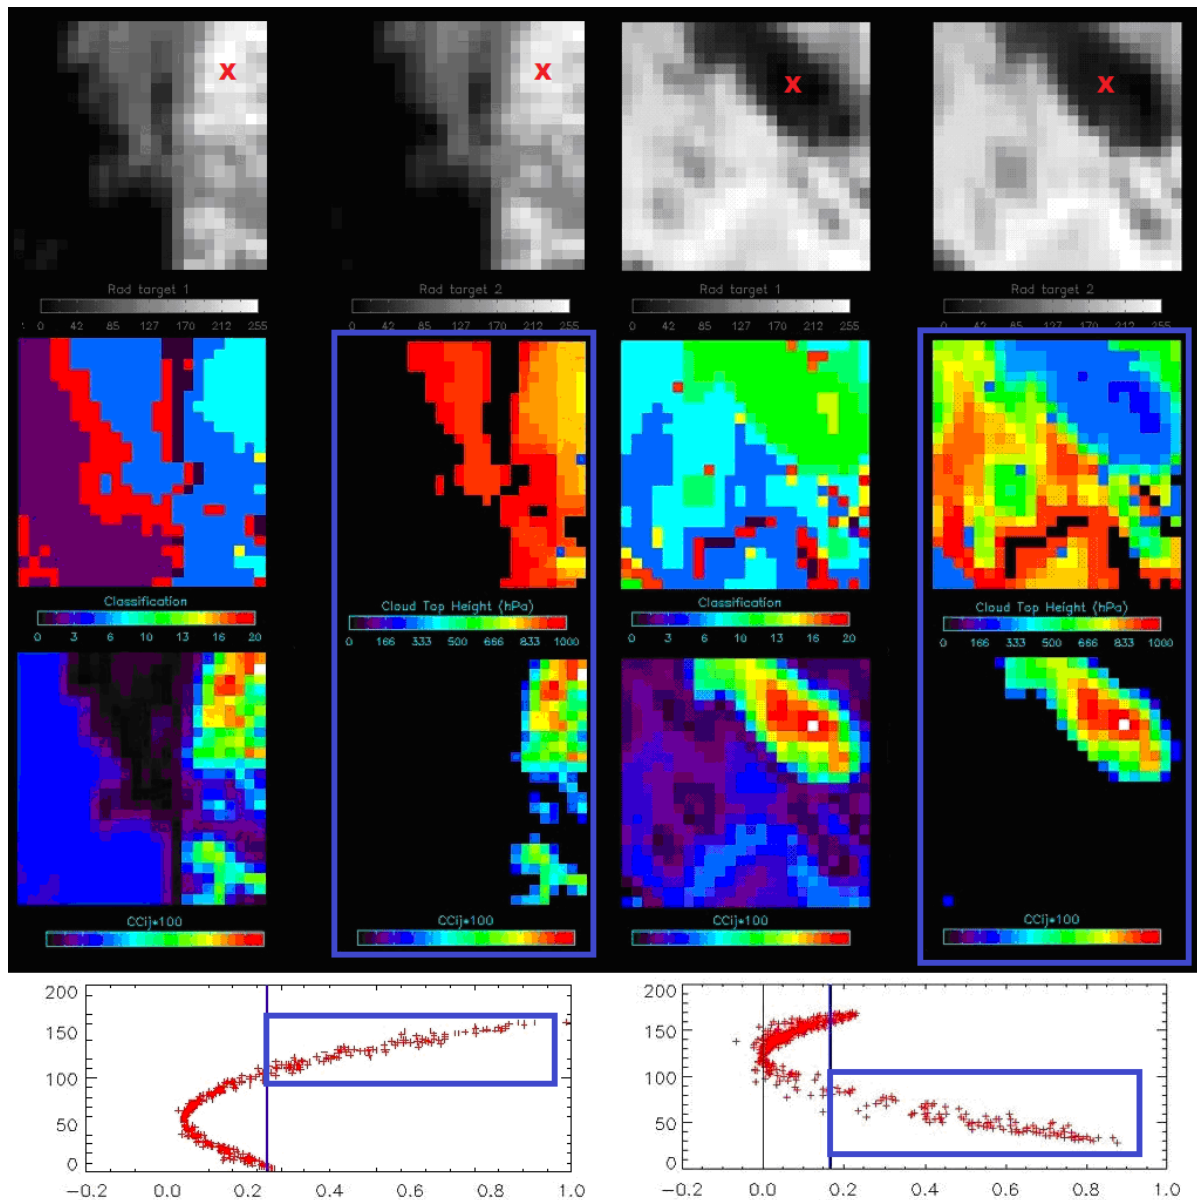 X X X X
Rad target 1 Rad target 2 Rad target 1 Rad target 2
0 42 85 127 170 212 255 0 42 85 127 170 212 255 0 42 85 127 170 212 255 0 42 85 127 170 212 255
Classification Cloud Top Height (hPa) Classification Cloud Top Height (hPa)
0 3 6 10 13 16 20 0 166 333 500 666 833 1000 0 3 6 10 13 16 20 0 166 333 500 666 833 1000
CCij*100 CCij*100 CCij*100 CCij*100
200 200
150 150
100 100
50 50
0 0
-0.2 0.0 0.2 0.4 0.6 0.8 1.0 -0.2 0.0 0.2 0.4 0.6 0.8 1.0